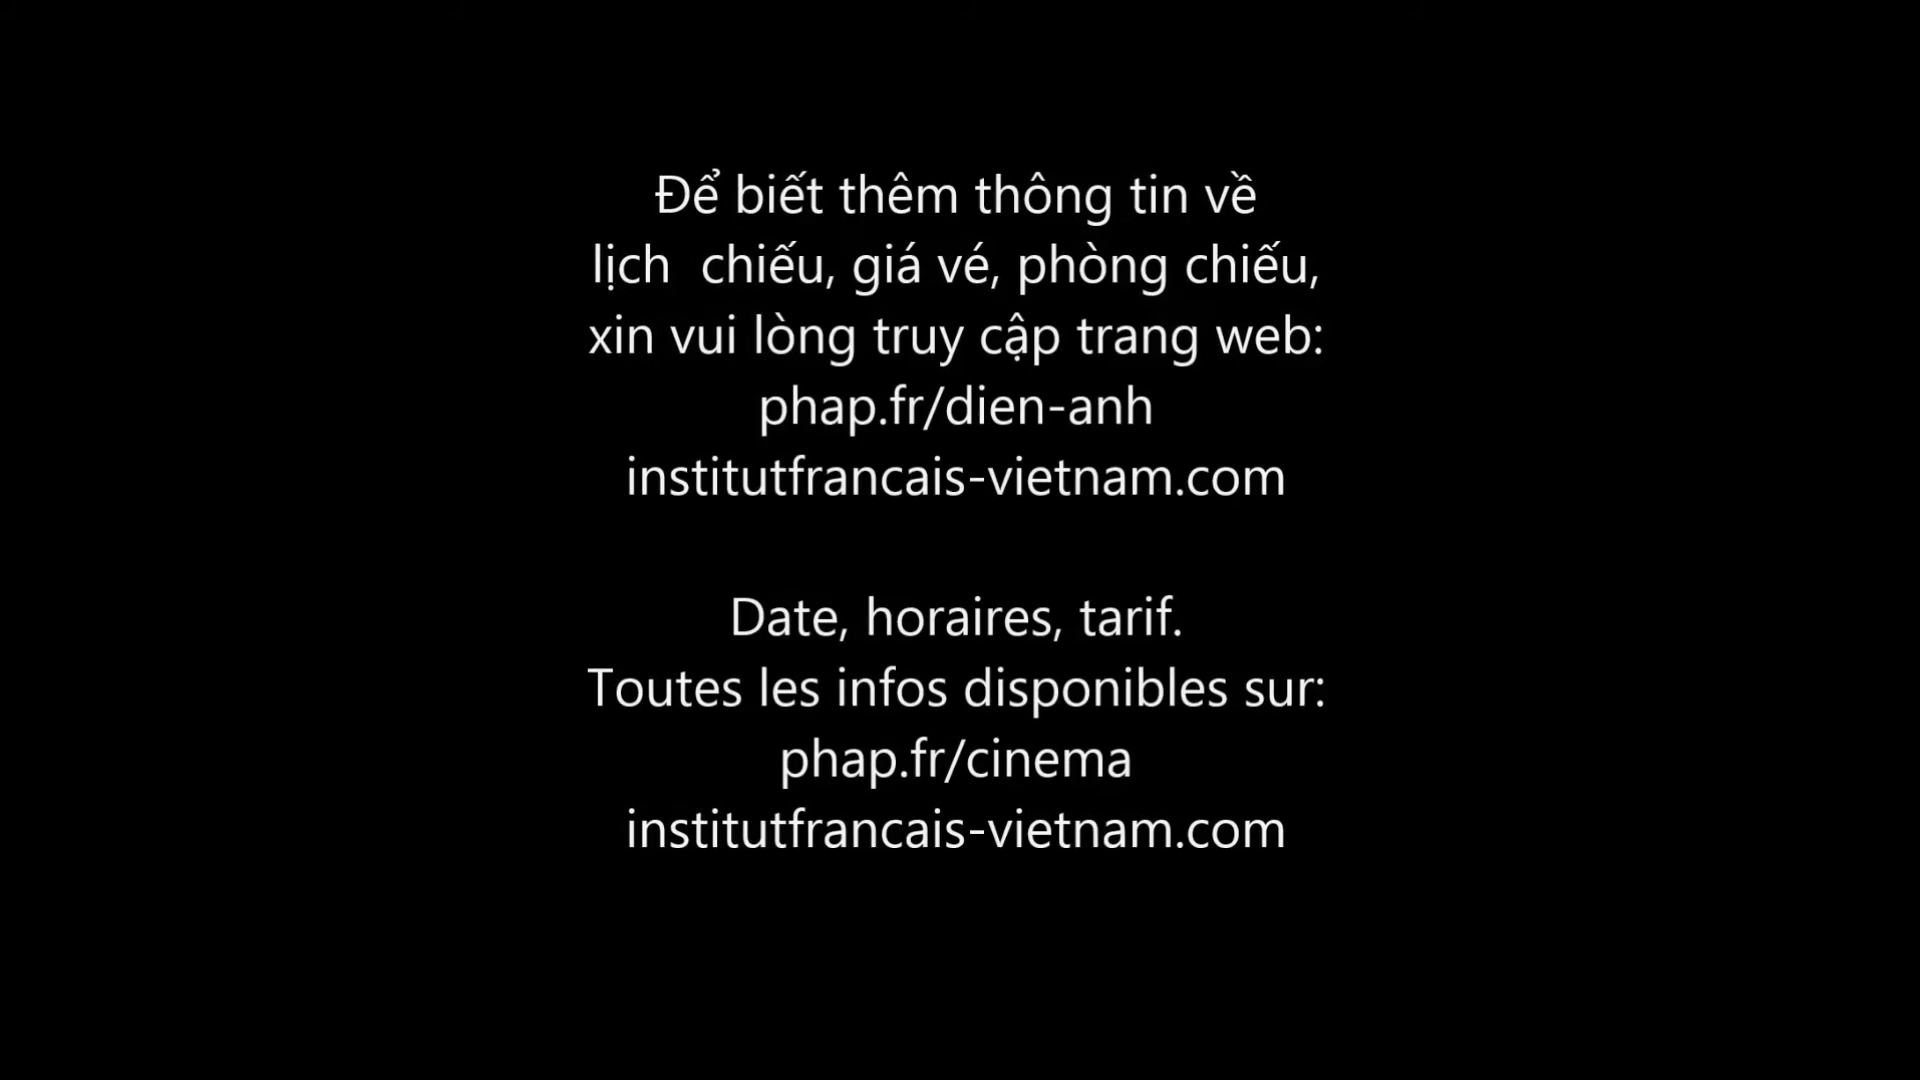 Để biết thêm thông tin về
lịch  chiếu, giá vé, phòng chiếu,
xin vui lòng truy cập trang web:
phap.fr/dien-anh
institutfrancais-vietnam.com
Date, horaires, tarif.
Toutes les infos disponibles sur:
phap.fr/cinema
institutfrancais-vietnam.com